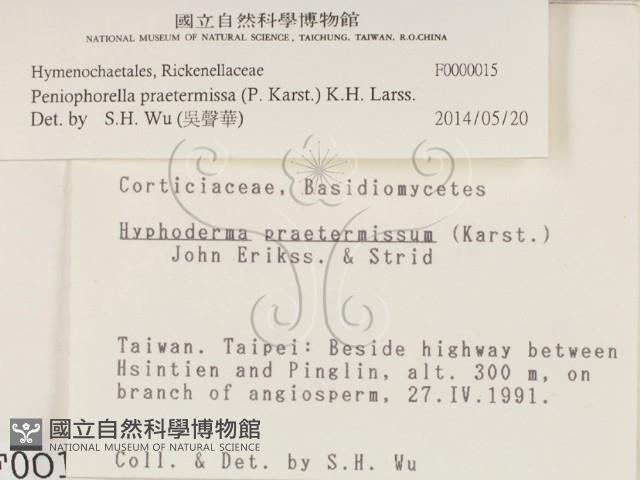 國立自然科學博物館
NATIONAL MUSEUM OF NATURAL SCIENCE, TAICHUNG, TAIWAN, R.O.CHINA
Hymenochaetales, Rickenellaceae F0000015
Peniophorella praetermissa (P. Karst.) K.H. Larss.
Det. by S.H. Wu (吳聲華) 2014/05/20
Corticiaceae, Basidiomycetes
Hyphoderma praetermissum (Karst.)
John Erikss. & Strid
Taiwan. Taipei: Beside highway between
Hsintien and Pinglin, alt. 300 m, on
branch of angiosperm, 27.IV.1991.
國立自然科學博物館
NATIONAL MUSEUM OF NATURAL SCIENCE
Coll. & Det. by S.H. Wu